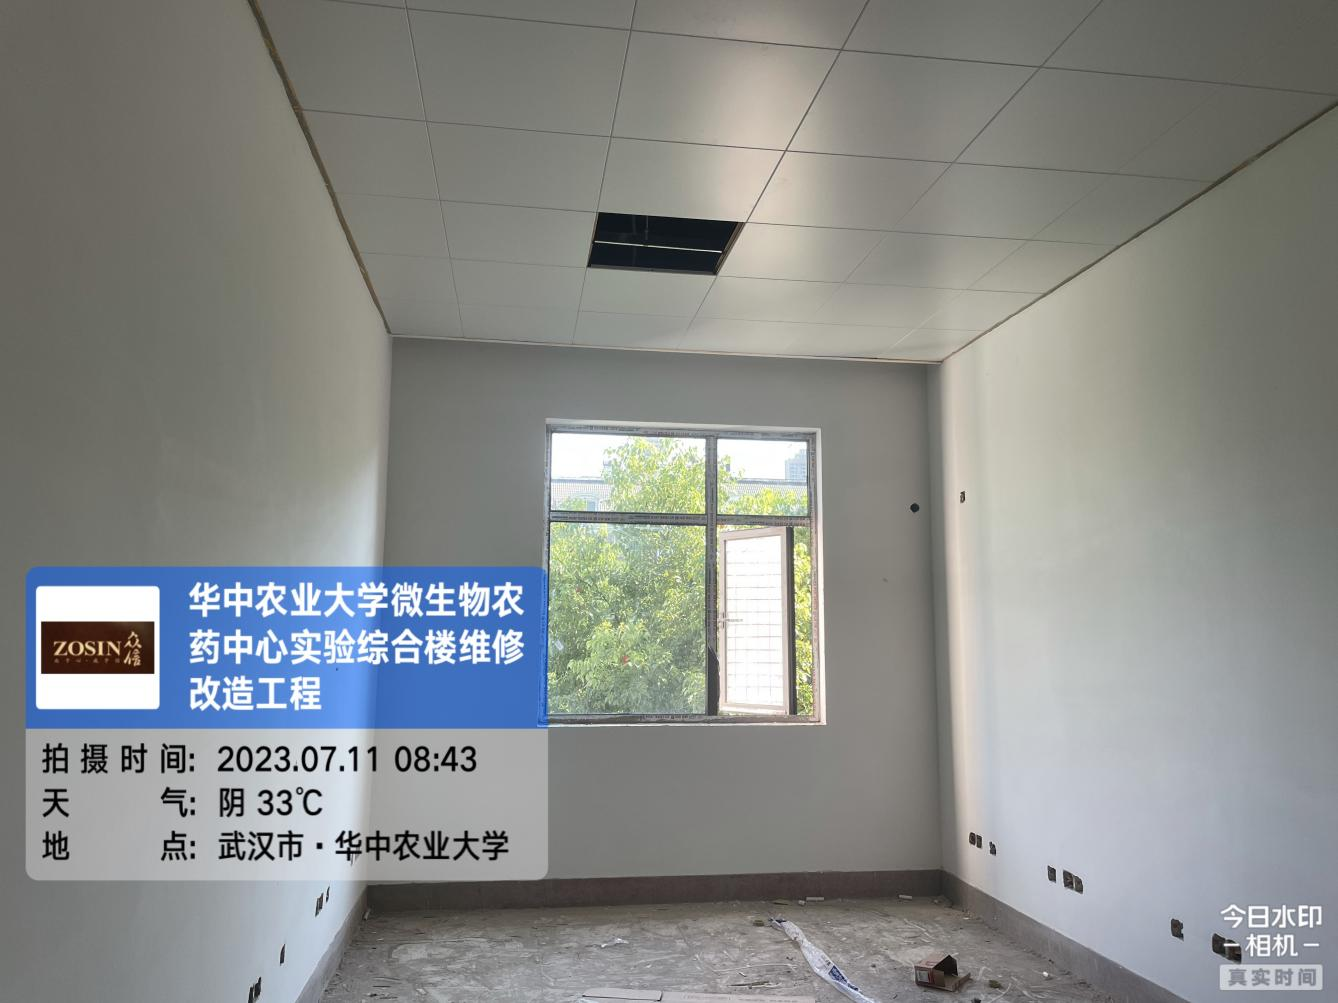 华中农业大学微生物农
药中心实验综合楼维修
改造工程
ZOSIN 众信
拍摄时间: 2023.07.11 08:43
天 气: 阴 33℃
地 点: 武汉市·华中农业大学
今日水印
-相机-
真实时间